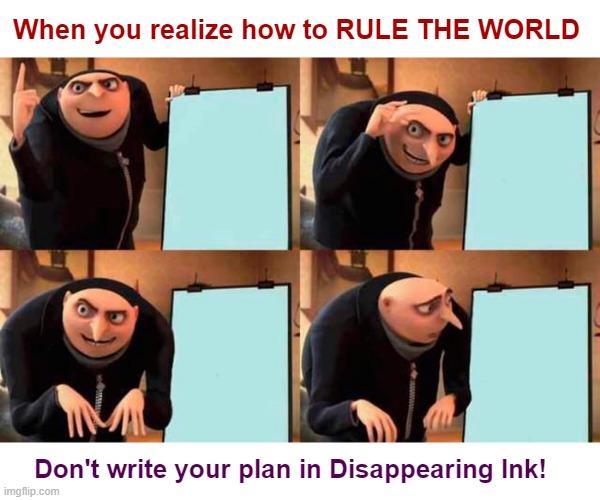 When you realize how to RULE THE WORLD
Don't write your plan in Disappearing Ink!
imgflip.com